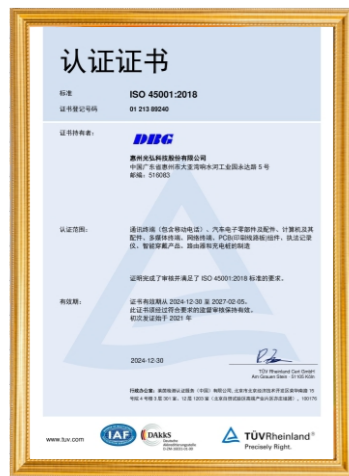 认证证书
标准 ISO 45001:2018
证书登记号码 01 213 89240
证书持有者:
DBG
惠州光弘科技股份有限公司
中国广东省惠州市大亚湾响水河工业园永达路 5 号
邮编:516083
认证范围: 通讯终端(包含移动电话)、汽车电子零部件及配件、计算机及其
配件、多媒体终端、网络终端、PCB(印刷线路板)组件、执法记录
仪、智能穿戴产品、路由器和充电桩的制造
证明完成了审核并满足了 ISO 45001:2018 标准的要求。
有效期: 证书有效期从 2024-12-30 至 2027-02-05。
此证书须经过符合要求的监督审核保持有效。
初次发证始于 2021 年
2024-12-30
TÜV Rheinland Cert GmbH
Am Grauen Stein · 51105 Köln
www.tuv.com
IAF
DAkkS
Deutsche
Akkreditierungsstelle
TÜVRheinland®
Precisely Right.